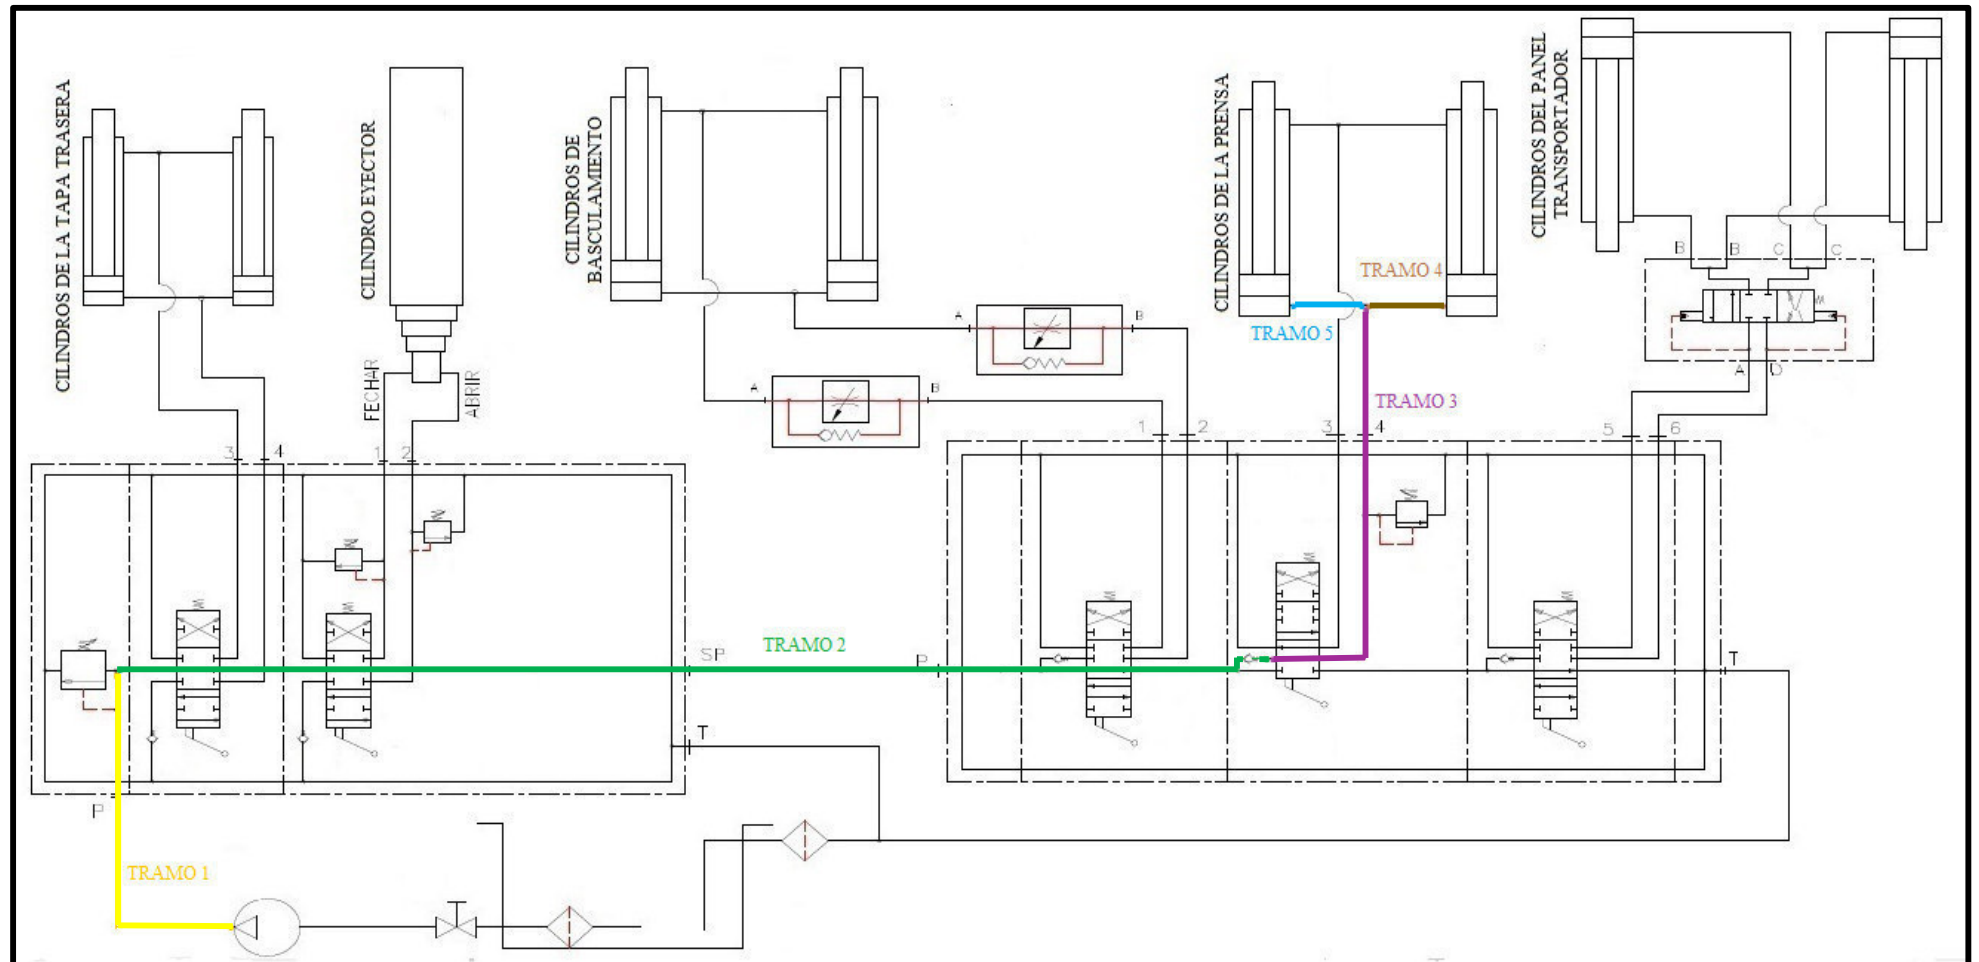 CILINDROS DE LA TAPA TRASERA
CILINDRO EYECTOR
CILINDROS DE
BASCULAMIENTO
CILINDROS DE LA PRENSA
CILINDROS DEL PANEL
TRANSPORTADOR
B
B
C
C
TRAMO 4
A
B
TRAMO 5
A
D
FECHAR
ABRIR
A
B
TRAMO 3
1
2
3
4
5
6
3
4
1
2
TRAMO 2
SP
P
T
T
P
TRAMO 1